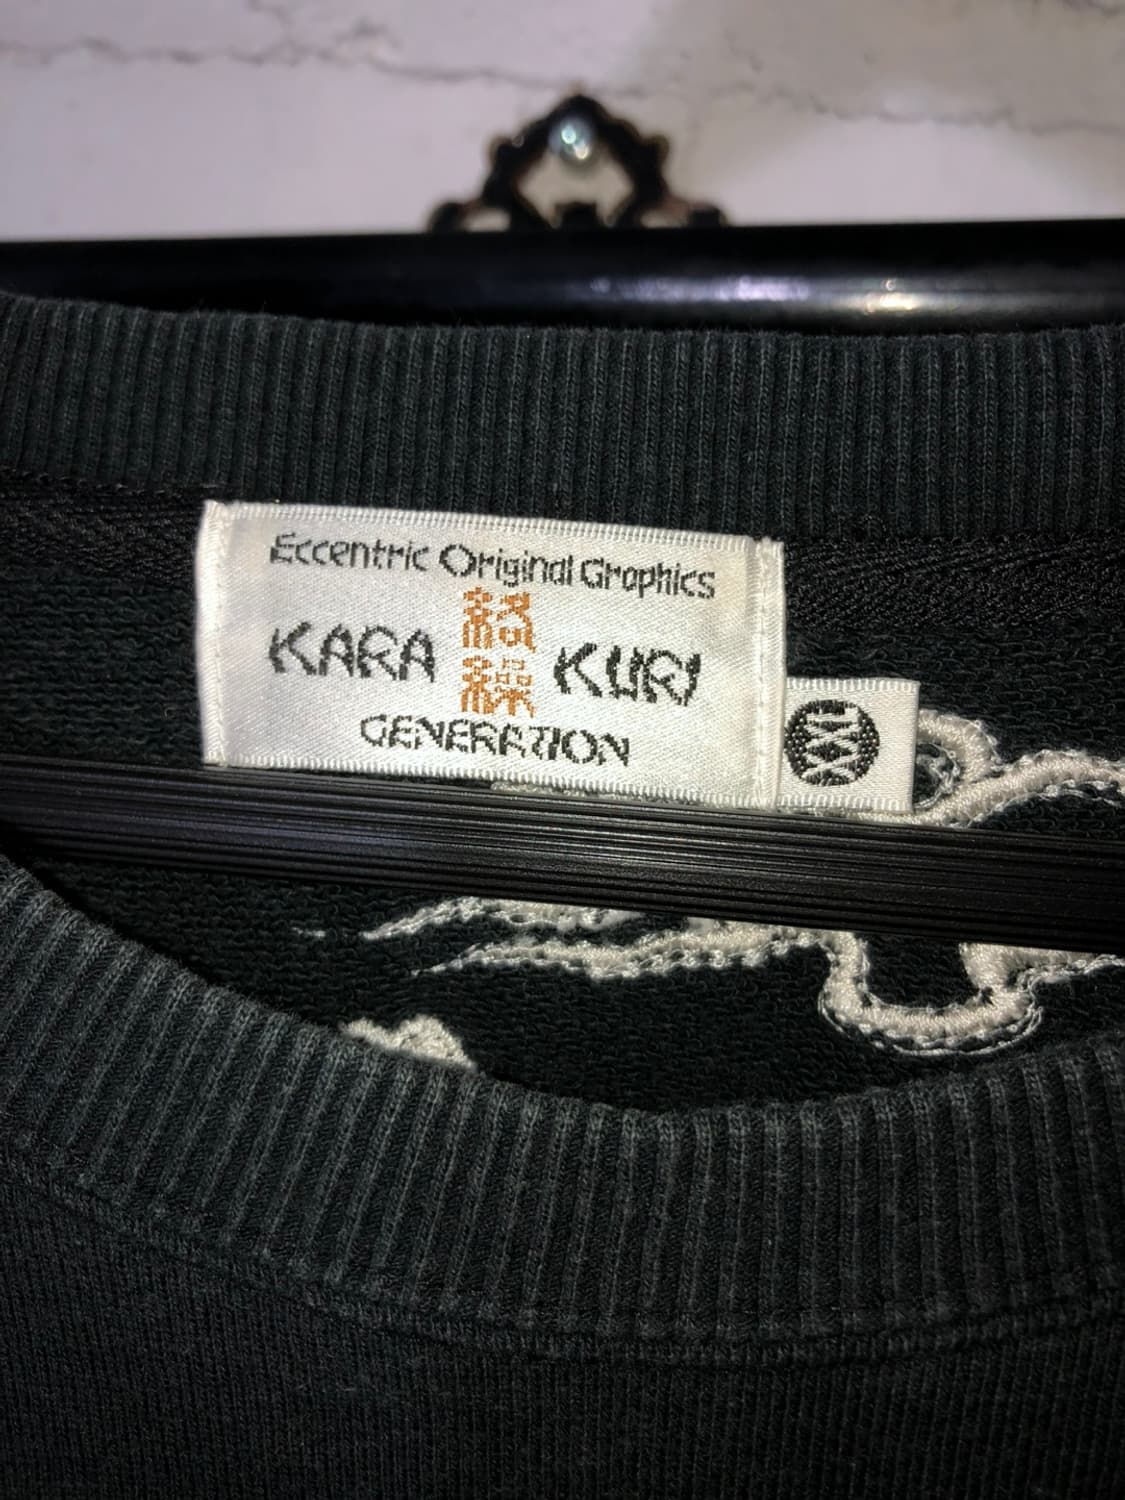 Eccentric Original Graphics
KARA 絡繰 KURI
GENERATION
XXL